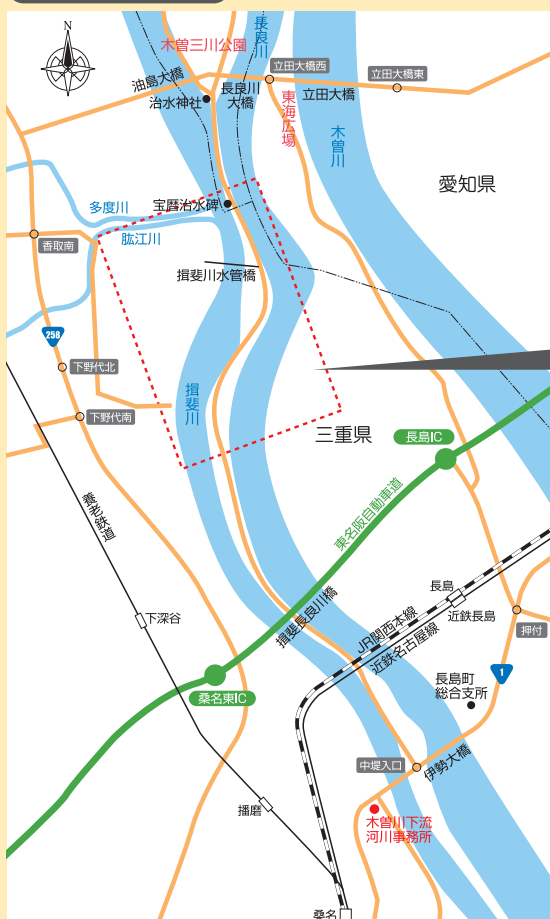 N
木曽三川公園
長良川
油島大橋
治水神社
長良川
大橋
立田大橋西
立田大橋東
立田大橋
東海広場
木曽川
愛知県
多度川
宝暦治水碑
肱江川
香取南
揖斐川水管橋
258
下野代北
下野代南
揖斐川
三重県
長島IC
東名阪自動車道
養老鉄道
下深谷
揖斐長良川橋
長島
JR関西本線
近鉄名古屋線
近鉄長島
押付
1
桑名東IC
長島町
総合支所
中堤入口
伊勢大橋
播磨
木曽川下流
河川事務所
桑名